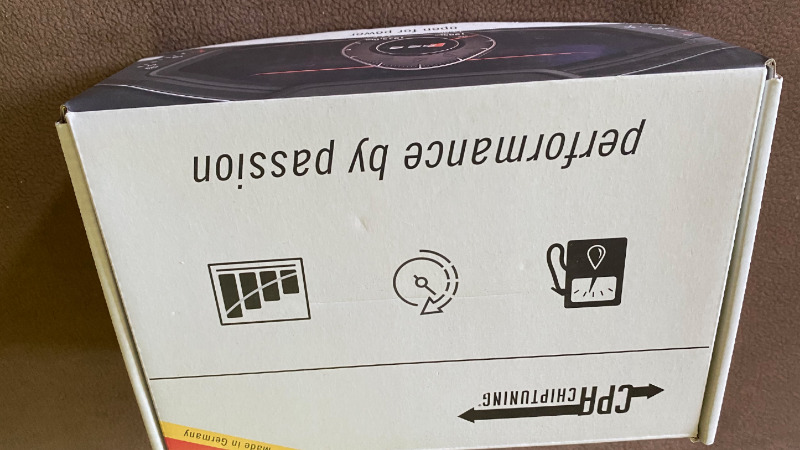 CPA CHIPTUNING
Made in Germany
performance by passion
open for power